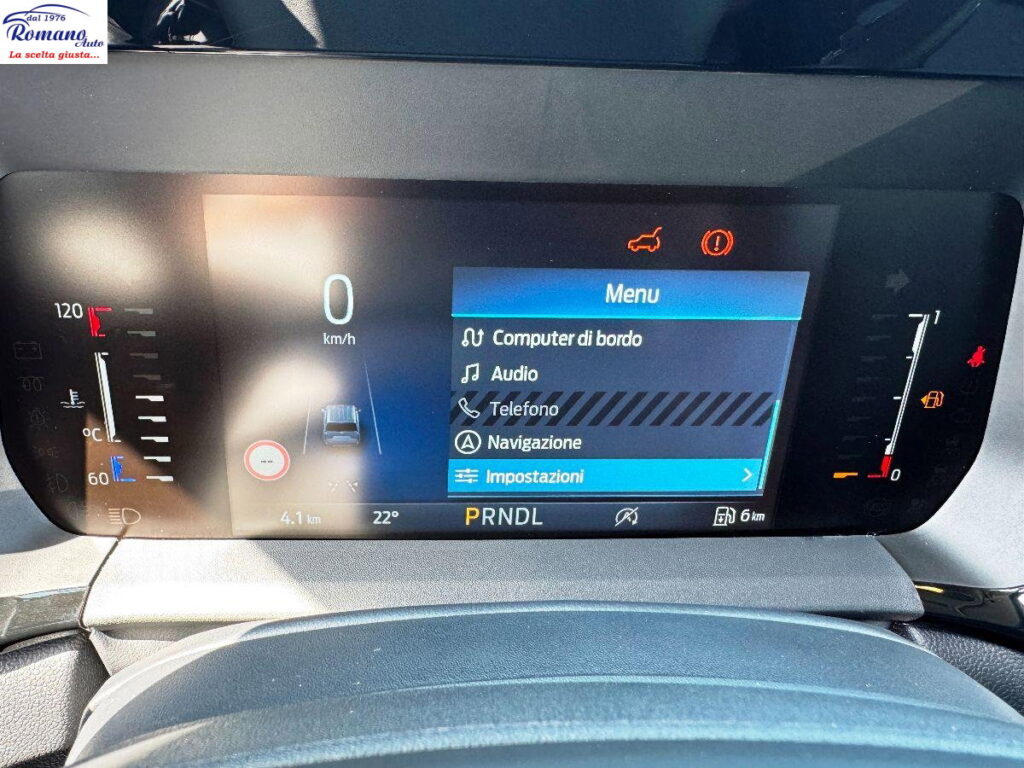 dal 1976
Romano Auto
La scelta giusta...
120
°C
60
0
km/h
--
Menu
Computer di bordo
Audio
Telefono
Navigazione
Impostazioni
4.1 km
22°
PRNDL
6 km
1
0